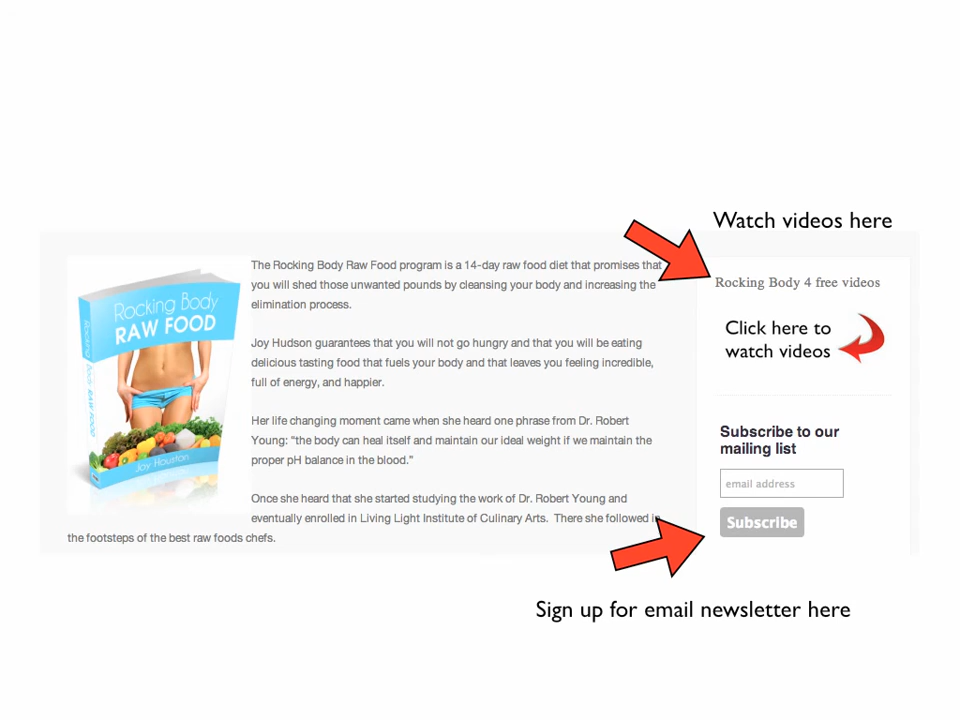 Watch videos here
Rocking Body
RAW FOOD
Rocking Body RAW FOOD
Joy Houston
The Rocking Body Raw Food program is a 14-day raw food diet that promises that
you will shed those unwanted pounds by cleansing your body and increasing the
elimination process.
Joy Hudson guarantees that you will not go hungry and that you will be eating
delicious tasting food that fuels your body and that leaves you feeling incredible,
full of energy, and happier.
Her life changing moment came when she heard one phrase from Dr. Robert
Young: “the body can heal itself and maintain our ideal weight if we maintain the
proper pH balance in the blood.”
Once she heard that she started studying the work of Dr. Robert Young and
eventually enrolled in Living Light Institute of Culinary Arts. There she followed in
the footsteps of the best raw foods chefs.
Rocking Body 4 free videos
Click here to
watch videos
Subscribe to our
mailing list
email address
Subscribe
Sign up for email newsletter here